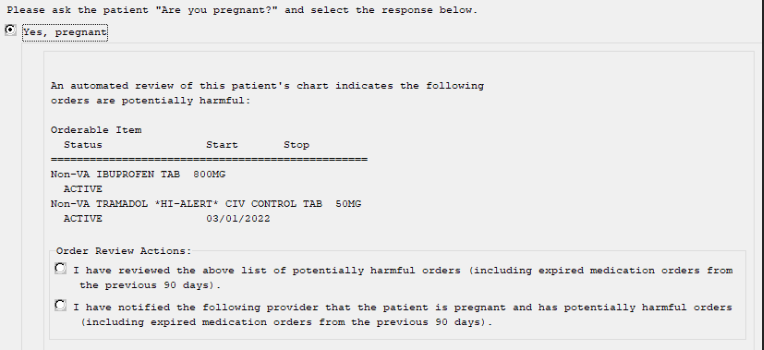 Please ask the patient "Are you pregnant?" and select the response below.
Yes, pregnant
An automated review of this patient's chart indicates the following
orders are potentially harmful:
Orderable Item
Status Start Stop
==================================================
Non-VA IBUPROFEN TAB 800MG
ACTIVE
Non-VA TRAMADOL *HI-ALERT* CIV CONTROL TAB 50MG
ACTIVE 03/01/2022
Order Review Actions:
I have reviewed the above list of potentially harmful orders (including expired medication orders from
the previous 90 days).
I have notified the following provider that the patient is pregnant and has potentially harmful orders
(including expired medication orders from the previous 90 days).